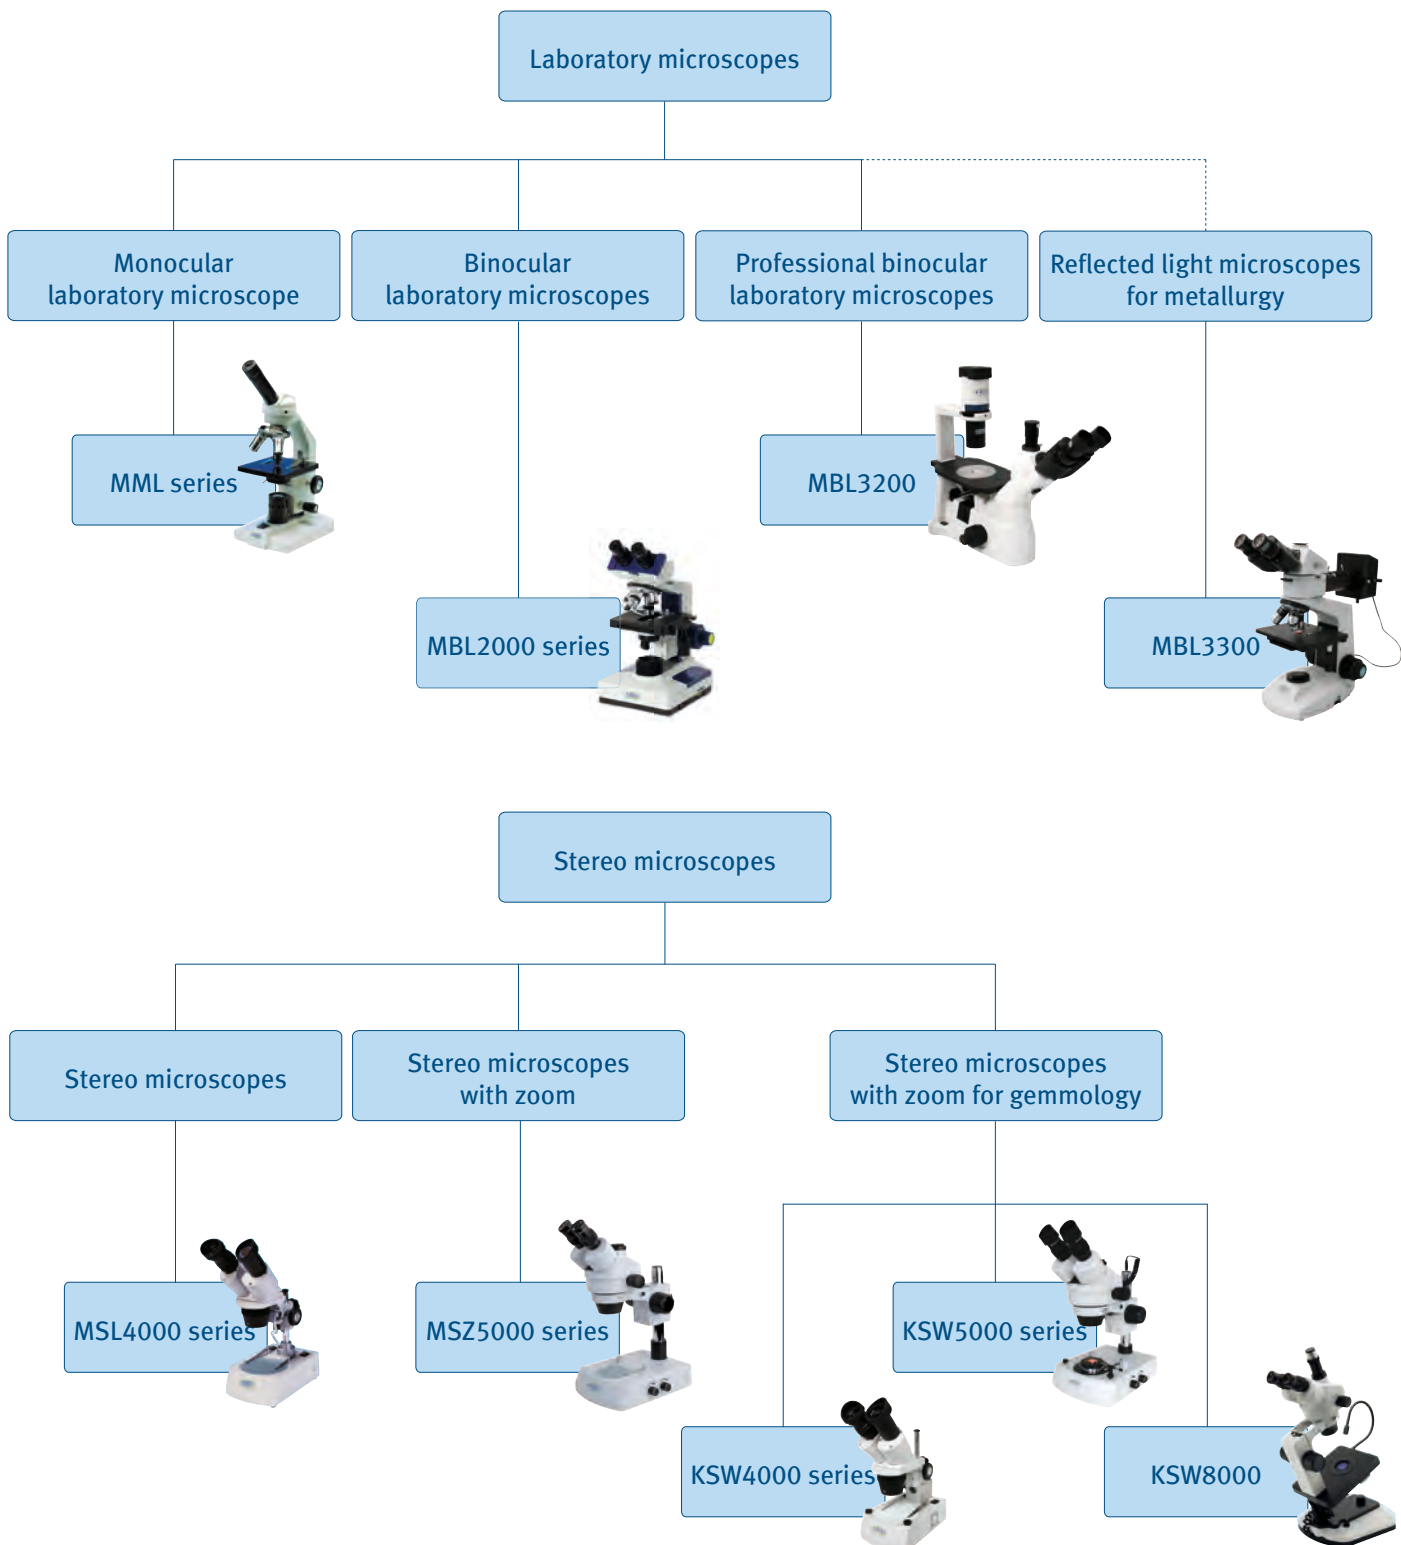 Laboratory microscopes
Monocular
laboratory microscope
Binocular
laboratory microscopes
Professional binocular
laboratory microscopes
Reflected light microscopes
for metallurgy
MML series
MBL3200
MBL2000 series
MBL3300
Stereo microscopes
Stereo microscopes
Stereo microscopes
with zoom
Stereo microscopes
with zoom for gemmology
MSL4000 series
MSZ5000 series
KSW5000 series
KSW4000 series
KSW8000